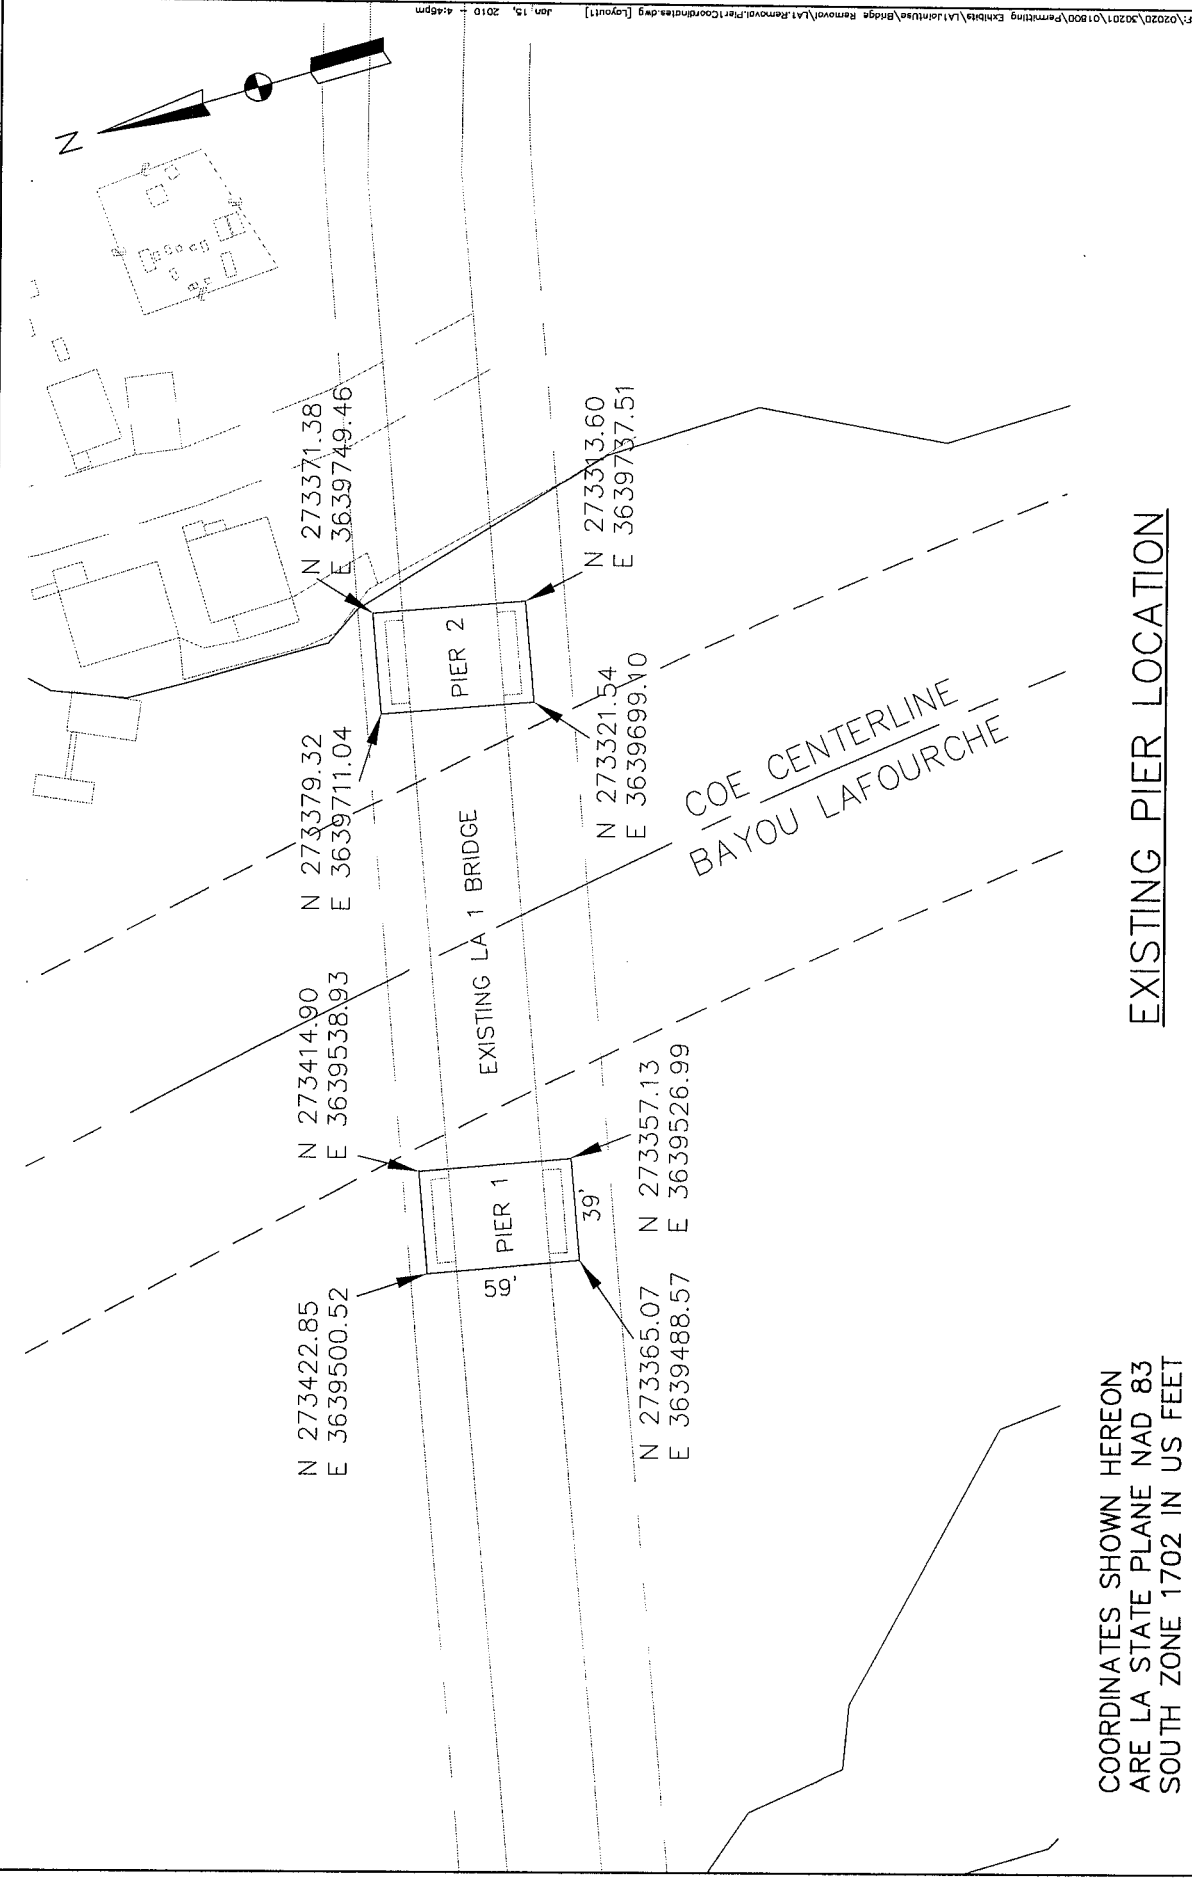 F:\02020\30201\01800\Permitting Exhibits\LA1Jointuse\Bridge Removal\LA1.Removal.Pier1Coordinates.dwg [Layout1] Jan 15, 2010 - 4:46pm
N
N 273422.85
E 3639500.52
N 273414.90
E 3639538.93
N 273379.32
E 3639711.04
N 273371.38
E 3639749.46
59'
PIER 1
39'
EXISTING LA 1 BRIDGE
PIER 2
N 273365.07
E 3639488.57
N 273357.13
E 3639526.99
N 273321.54
E 3639699.10
N 273313.60
E 3639737.51
COE CENTERLINE
BAYOU LAFOURCHE
EXISTING PIER LOCATION
COORDINATES SHOWN HEREON
ARE LA STATE PLANE NAD 83
SOUTH ZONE 1702 IN US FEET